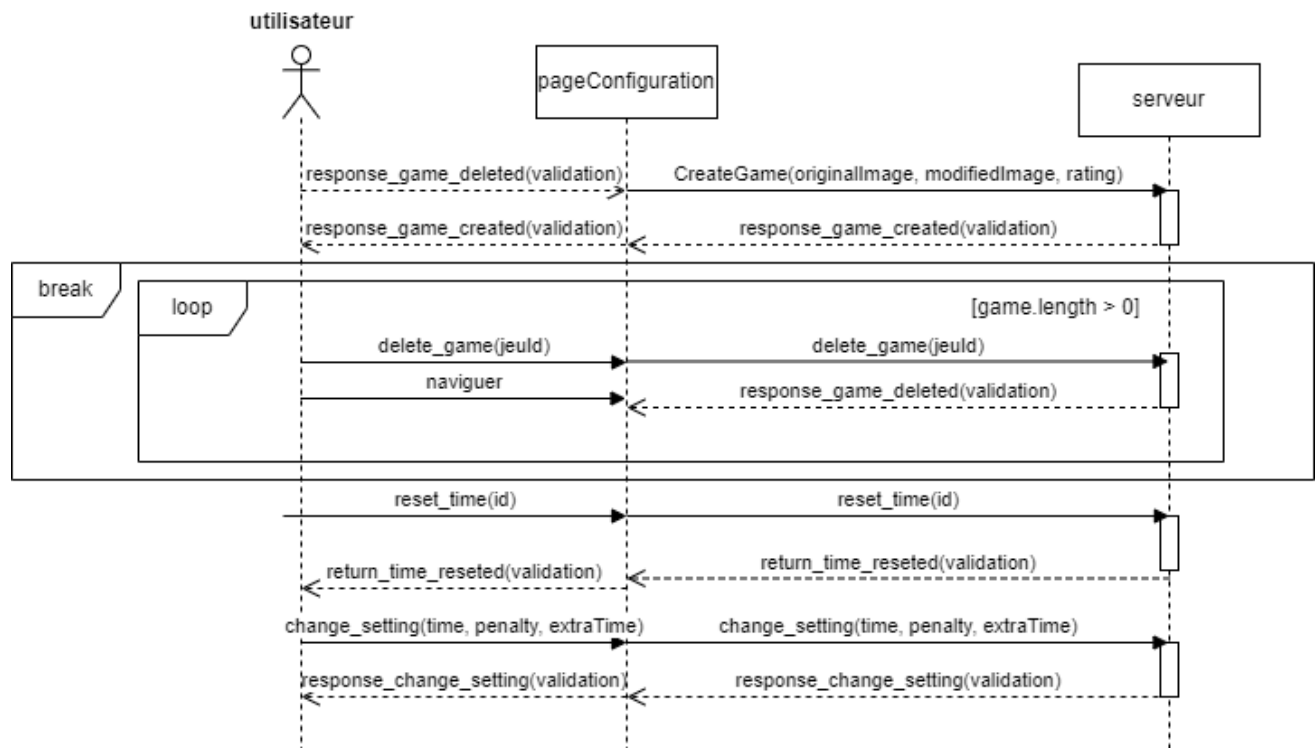 utilisateur
pageConfiguration
serveur
response_game_deleted(validation)
CreateGame(originalImage, modifiedImage, rating)
response_game_created(validation)
response_game_created(validation)
break
loop
[game.length > 0]
delete_game(jeuId)
delete_game(jeuId)
naviguer
response_game_deleted(validation)
reset_time(id)
reset_time(id)
return_time_reseted(validation)
return_time_reseted(validation)
change_setting(time, penalty, extraTime)
change_setting(time, penalty, extraTime)
response_change_setting(validation)
response_change_setting(validation)